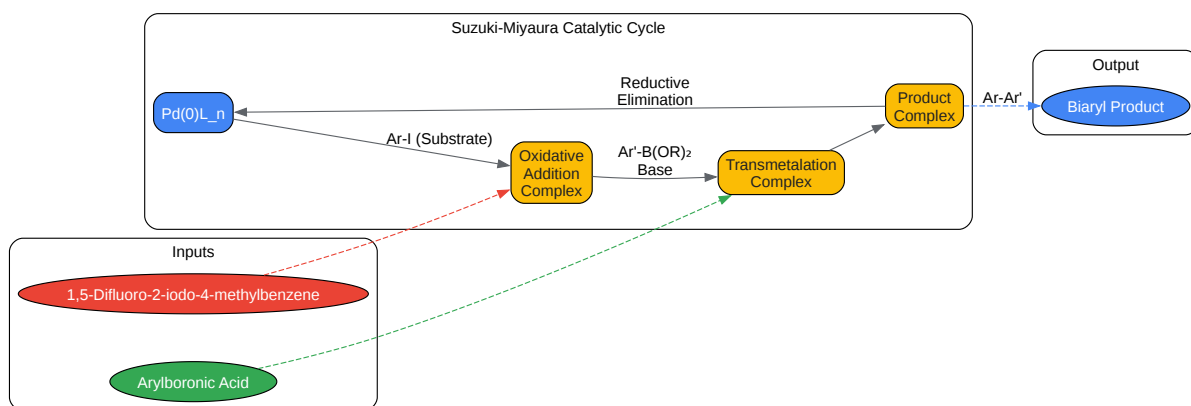 Suzuki-Miyaura Catalytic Cycle
Output
Reductive
Elimination
Product
Complex
Ar-Ar'
Biaryl Product
Pd(0)L_n
Ar-I (Substrate)
Oxidative
Addition
Complex
Ar'-B(OR)₂
Base
Transmetalation
Complex
Inputs
1,5-Difluoro-2-iodo-4-methylbenzene
Arylboronic Acid